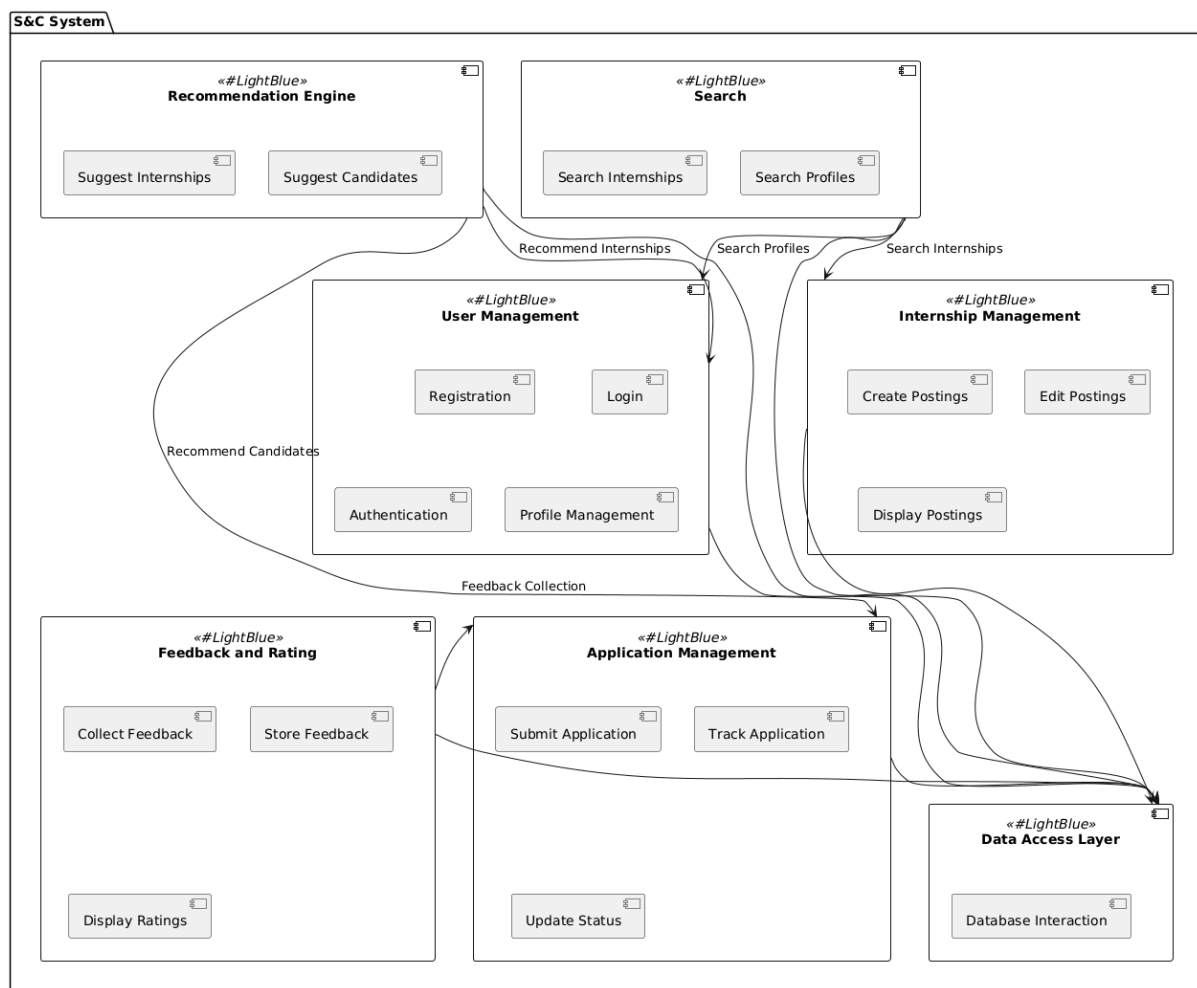 S&C System
«#LightBlue»
Recommendation Engine
Suggest Internships
Suggest Candidates
«#LightBlue»
Search
Search Internships
Search Profiles
Recommend Internships
Search Profiles
Search Internships
«#LightBlue»
User Management
Registration
Login
Authentication
Profile Management
«#LightBlue»
Internship Management
Create Postings
Edit Postings
Display Postings
Recommend Candidates
Feedback Collection
«#LightBlue»
Feedback and Rating
Collect Feedback
Store Feedback
Display Ratings
«#LightBlue»
Application Management
Submit Application
Track Application
Update Status
«#LightBlue»
Data Access Layer
Database Interaction